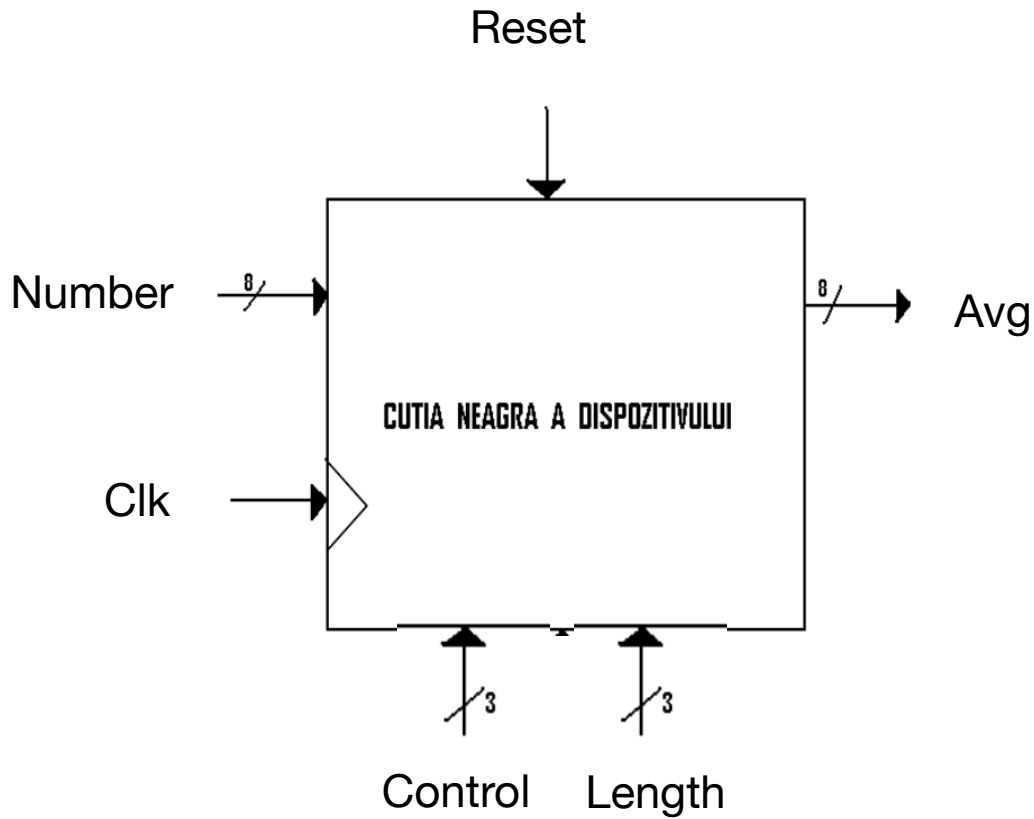 Reset
Number
8
8
Avg
CUTIA NEAGRA A DISPOZITIVULUI
Clk
3
3
Control
Length